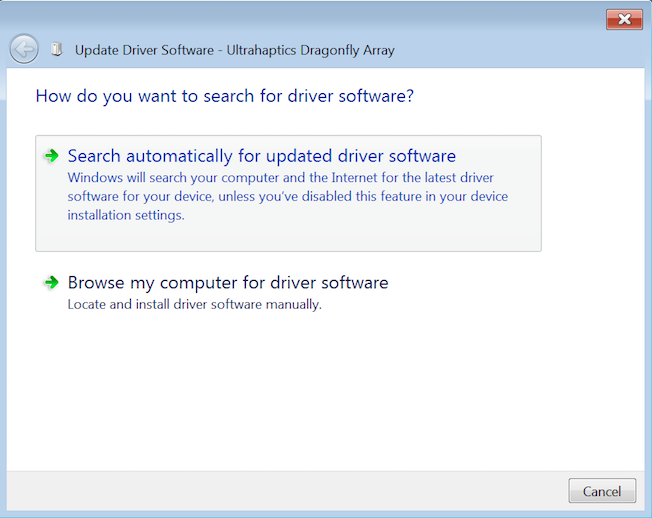 Update Driver Software - Ultrahaptics Dragonfly Array
How do you want to search for driver software?
Search automatically for updated driver software
Windows will search your computer and the Internet for the latest driver
software for your device, unless you've disabled this feature in your device
installation settings.
Browse my computer for driver software
Locate and install driver software manually.
Cancel